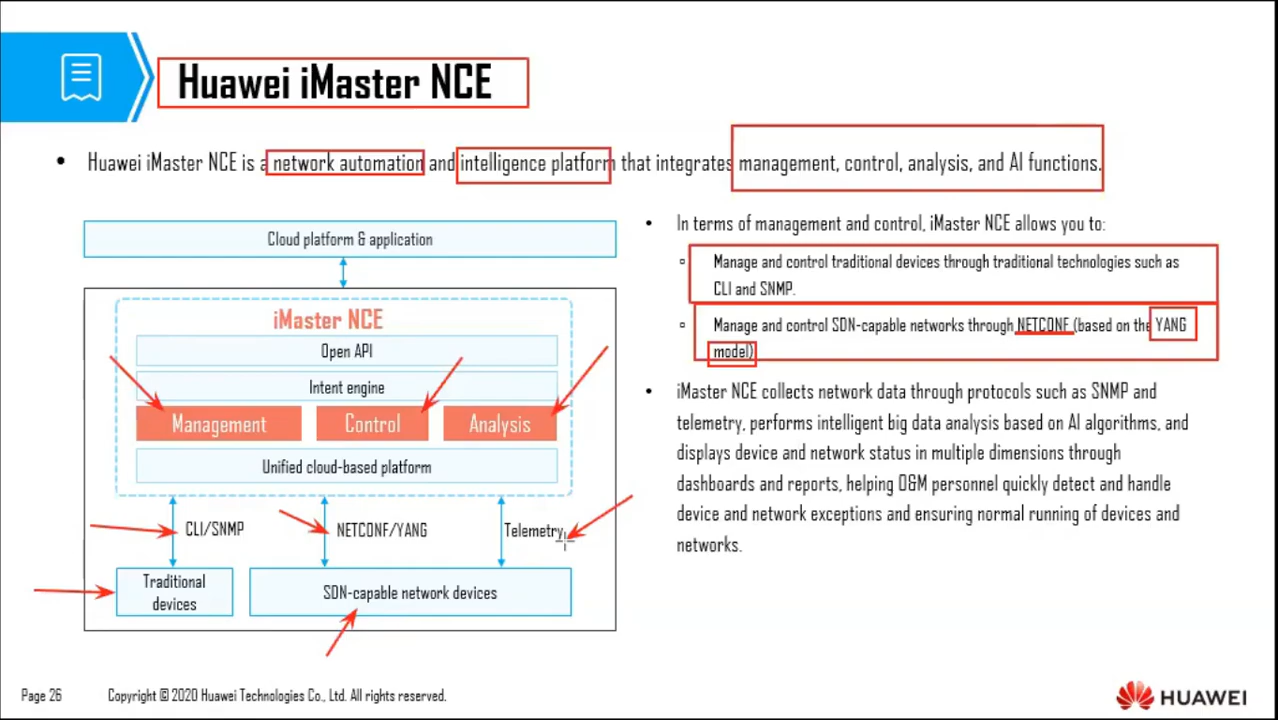 Huawei iMaster NCE
• Huawei iMaster NCE is a network automation and intelligence platform that integrates management, control, analysis, and AI functions.
Cloud platform & application
iMaster NCE
Open API
Intent engine
Management Control Analysis
Unified cloud-based platform
CLI/SNMP NETCONF/YANG Telemetry
Traditional
devices
SDN-capable network devices
• In terms of management and control, iMaster NCE allows you to:
▫ Manage and control traditional devices through traditional technologies such as
CLI and SNMP.
▫ Manage and control SDN-capable networks through NETCONF (based on the YANG
model)
• iMaster NCE collects network data through protocols such as SNMP and
telemetry, performs intelligent big data analysis based on AI algorithms, and
displays device and network status in multiple dimensions through
dashboards and reports, helping O&M personnel quickly detect and handle
device and network exceptions and ensuring normal running of devices and
networks.
Page 26 Copyright © 2020 Huawei Technologies Co., Ltd. All rights reserved.
HUAWEI